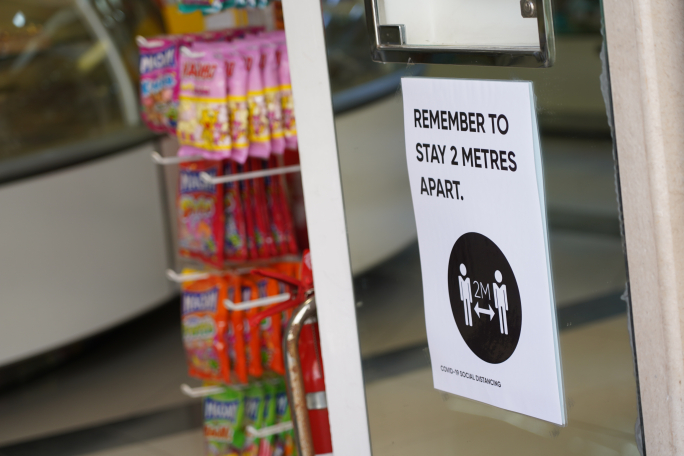 REMEMBER TO
STAY 2 METRES
APART.
2M
COVID-19 SOCIAL DISTANCING